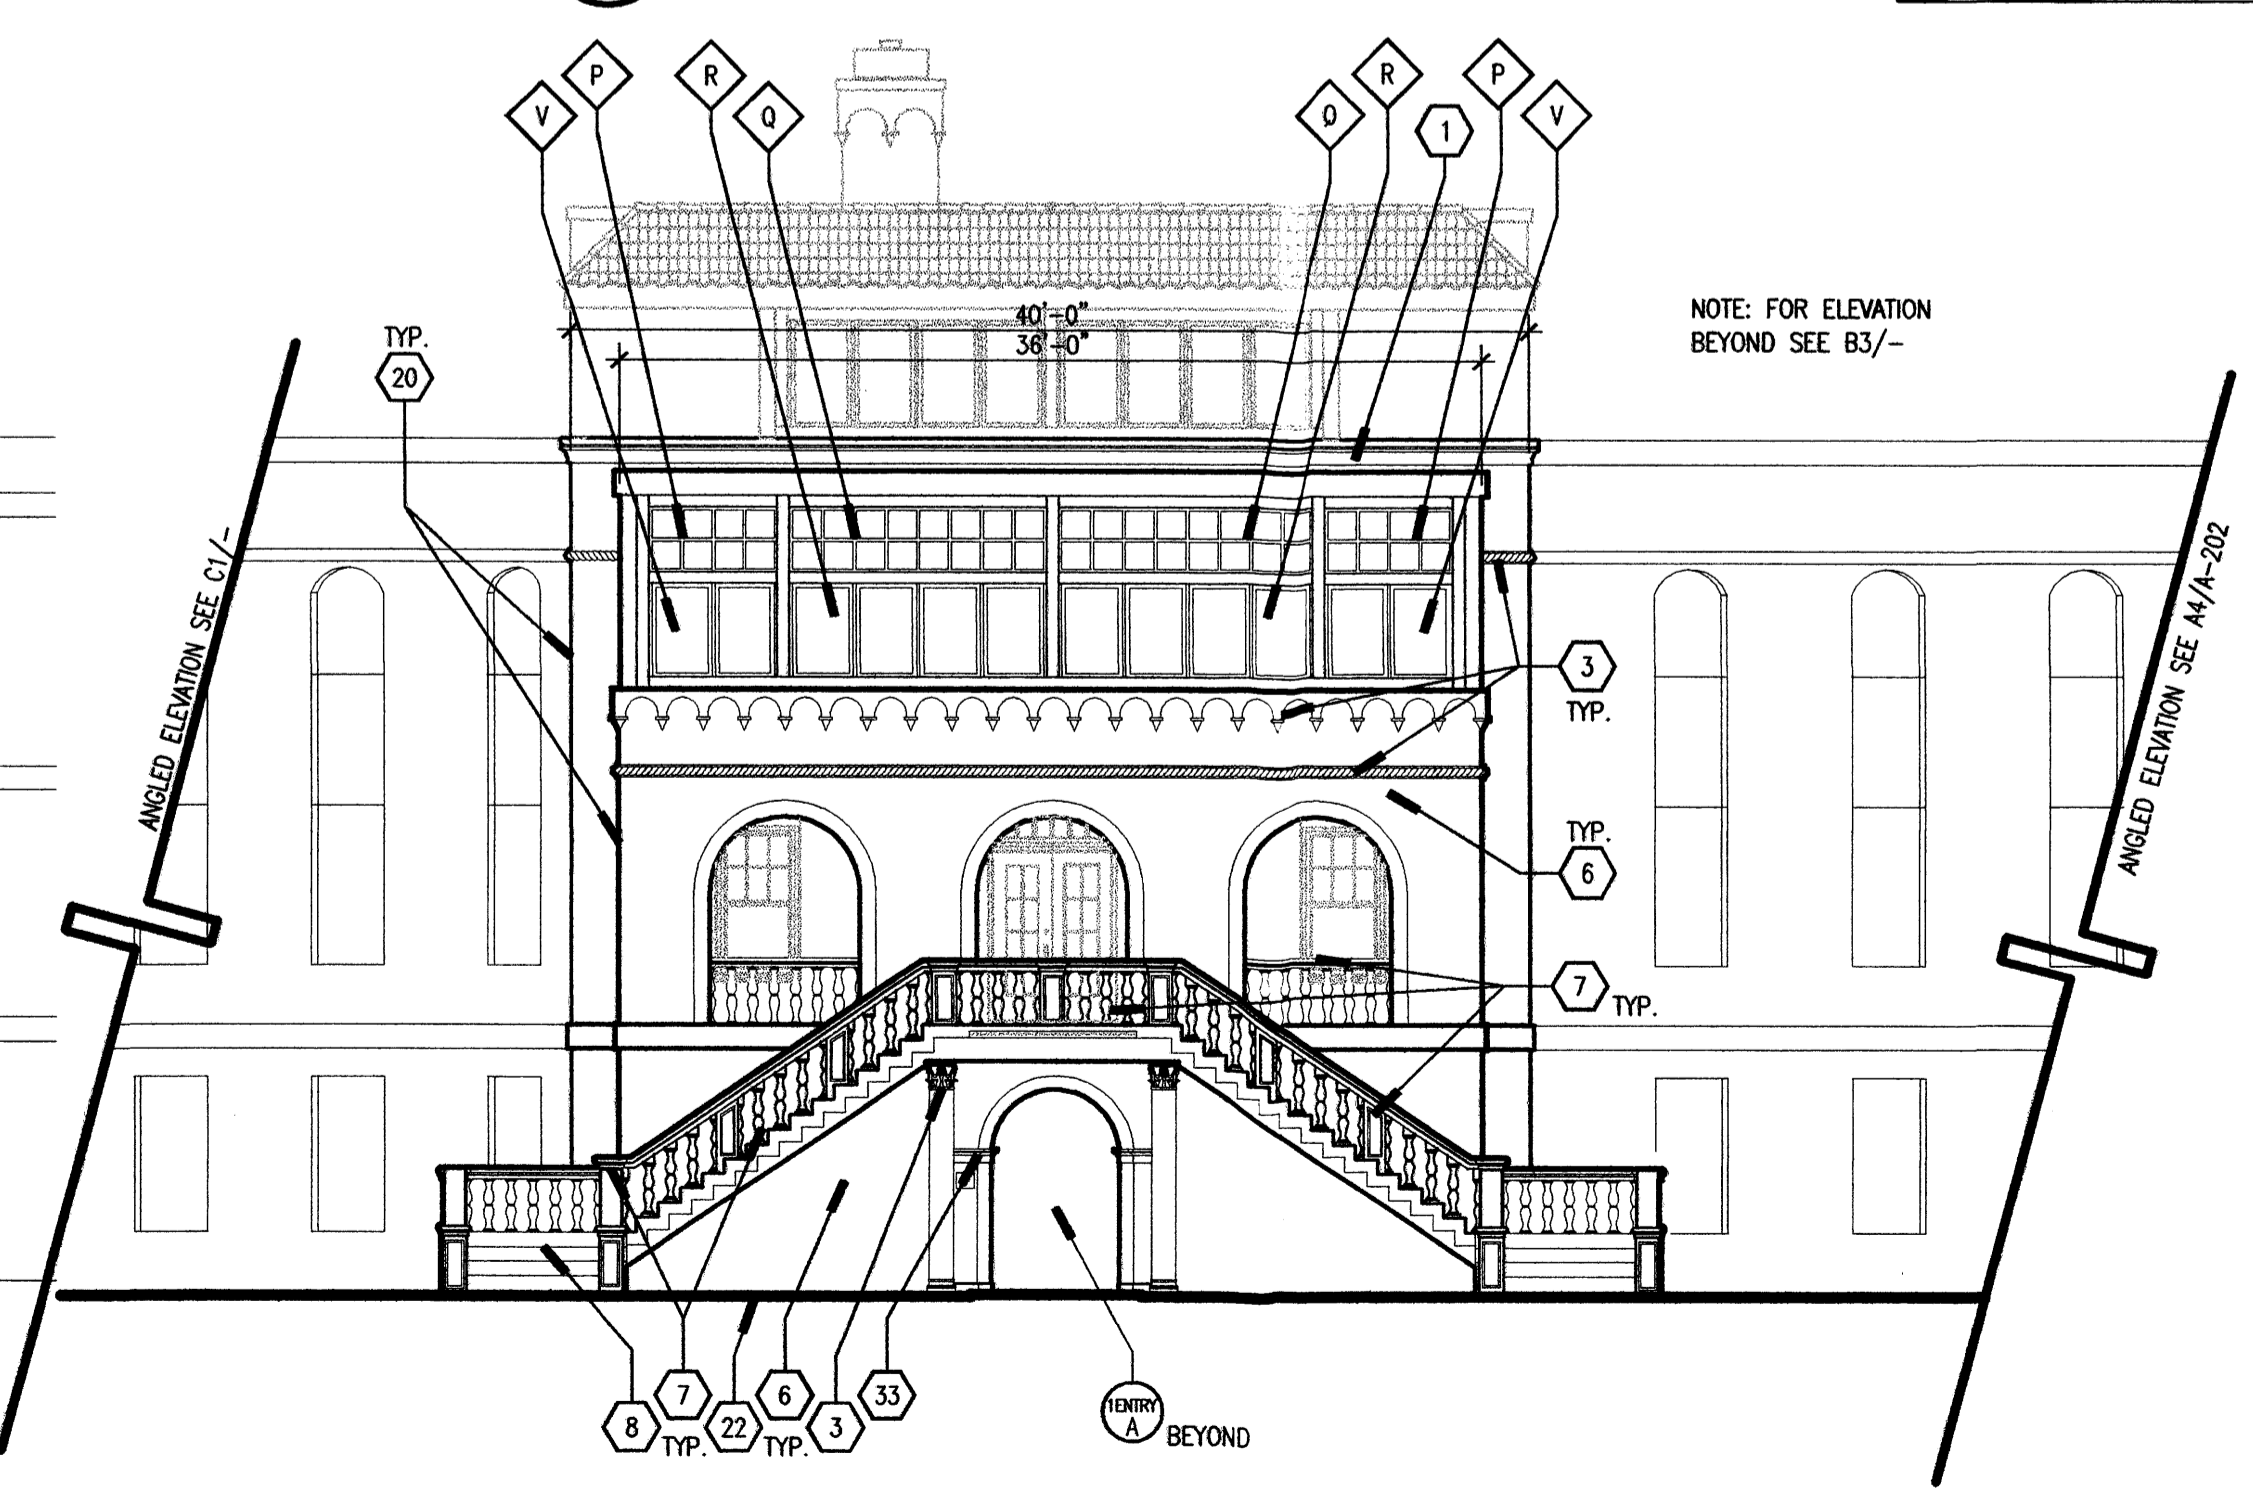 P
R
R
P
V
Q
Q
1
V
40'-0"
36'-0"
NOTE: FOR ELEVATION
BEYOND SEE B3/-
TYP.
20
ANGLED ELEVATION SEE C1/-
ANGLED ELEVATION SEE A4/A-202
3
TYP.
TYP.
6
7
TYP.
7
6
33
8
TYP.
22
TYP.
3
1ENTRY
A
BEYOND